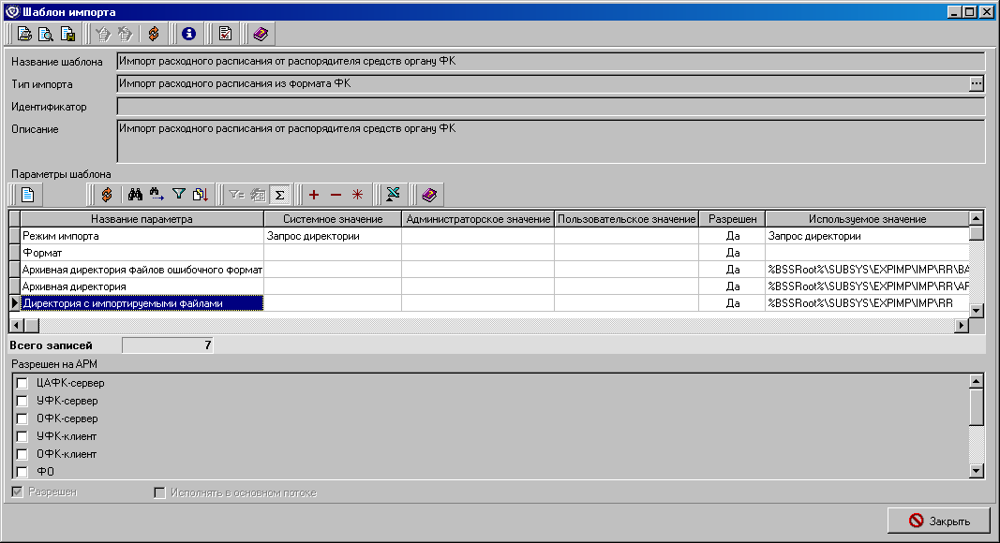 Шаблон импорта
Название шаблона Импорт расходного расписания от распорядителя средств органу ФК
Тип импорта Импорт расходного расписания из формата ФК ...
Идентификатор
Описание Импорт расходного расписания от распорядителя средств органу ФК
Параметры шаблона
Название параметра Системное значение Администраторское значение Пользовательское значение Разрешен Используемое значение
Режим импорта Запрос директории Да Запрос директории
Формат Да
Архивная директория файлов ошибочного формат Да %BSSRoot%\SUBSYS\EXPIMP\IMP\RR\BA
Архивная директория Да %BSSRoot%\SUBSYS\EXPIMP\IMP\RR\AR
Директория с импортируемыми файлами Да %BSSRoot%\SUBSYS\EXPIMP\IMP\RR
Всего записей 7
Разрешен на АРМ
ЦАФК-сервер
УФК-сервер
ОФК-сервер
УФК-клиент
ОФК-клиент
ФО
Разрешен Исполнять в основном потоке
Закрыть